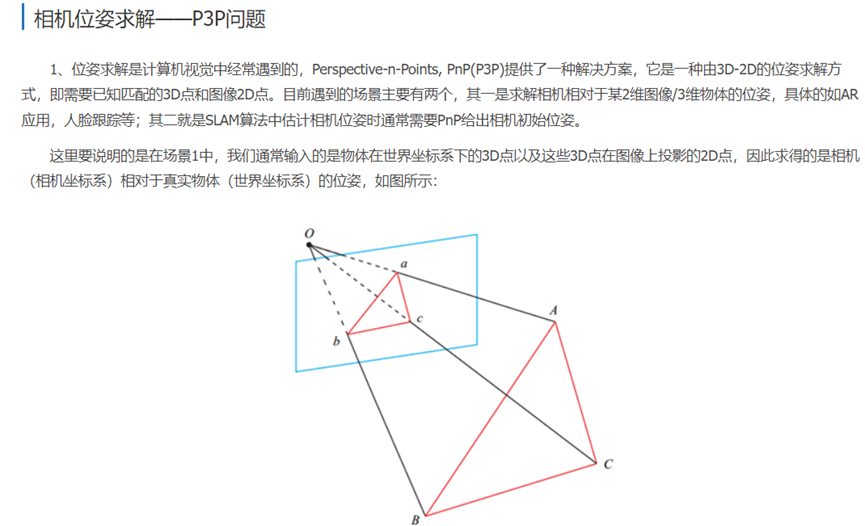 相机位姿求解——P3P问题
1、位姿求解是计算机视觉中经常遇到的，Perspective-n-Points, PnP(P3P)提供了一种解决方案，它是一种由3D-2D的位姿求解方
式，即需要已知匹配的3D点和图像2D点。目前遇到的场景主要有两个，其一是求解相机相对于某2维图像/3维物体的位姿，具体的如AR
应用，人脸跟踪等；其二就是SLAM算法中估计相机位姿时通常需要PnP给出相机初始位姿。
这里要说明的是在场景1中，我们通常输入的是物体在世界坐标系下的3D点以及这些3D点在图像上投影的2D点，因此求得的是相机
（相机坐标系）相对于真实物体（世界坐标系）的位姿，如图所示：
O
a
c
b
A
C
B